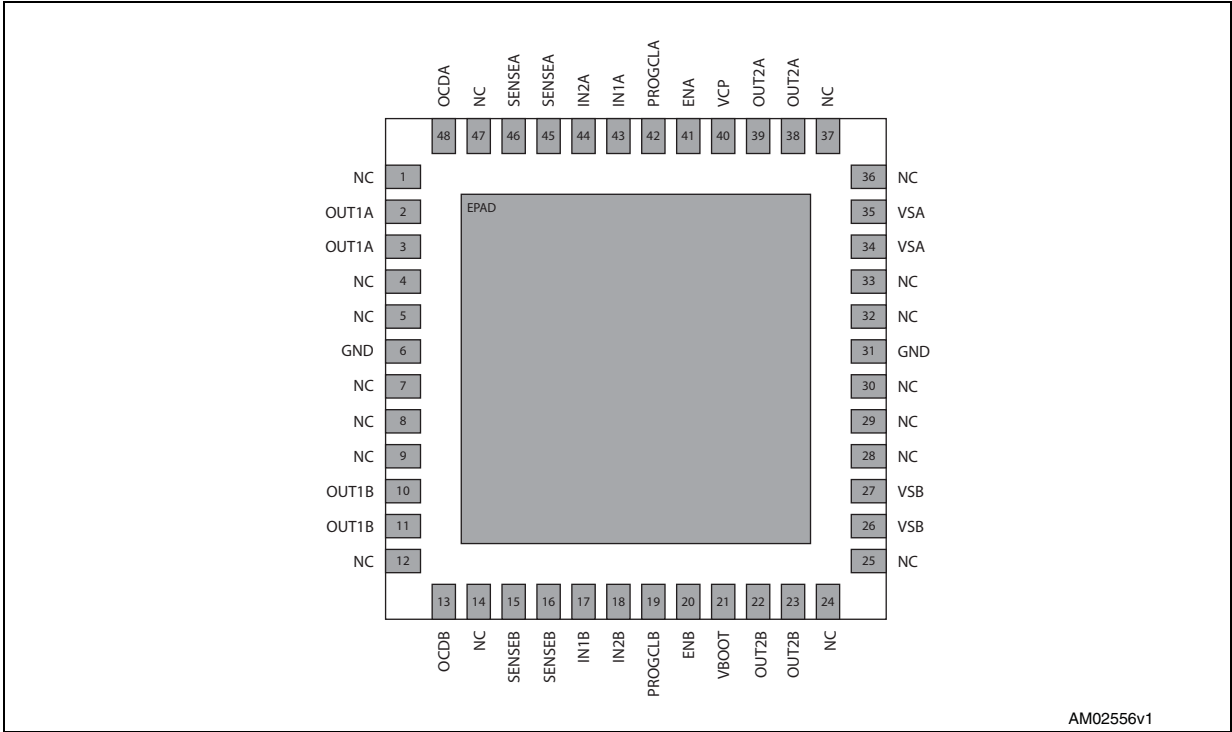 OCDA NC SENSEA SENSEA IN2A IN1A PROGCLA ENA VCP OUT2A OUT2A NC
48 47 46 45 44 43 42 41 40 39 38 37
NC 1 36 NC
OUT1A 2 EPAD 35 VSA
OUT1A 3 34 VSA
NC 4 33 NC
NC 5 32 NC
GND 6 31 GND
NC 7 30 NC
NC 8 29 NC
NC 9 28 NC
OUT1B 10 27 VSB
OUT1B 11 26 VSB
NC 12 25 NC
13 14 15 16 17 18 19 20 21 22 23 24
OCDB NC SENSEB SENSEB IN1B IN2B PROGCLB ENB VBOOT OUT2B OUT2B NC
AM02556v1